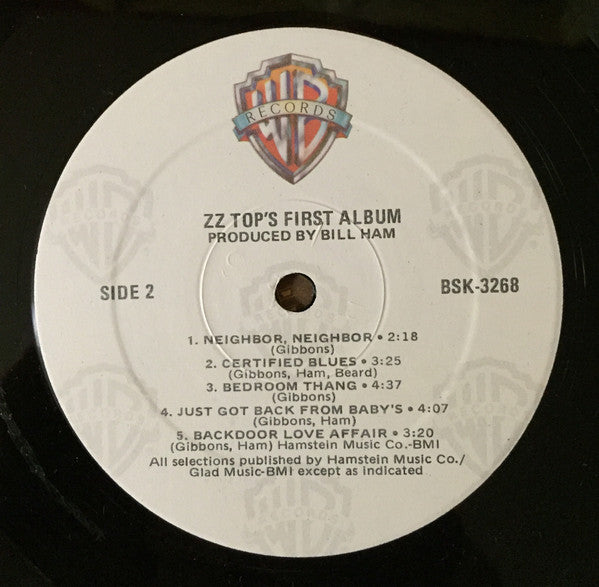 WB
RECORDS
ZZ TOP'S FIRST ALBUM
PRODUCED BY BILL HAM
SIDE 2
BSK-3268
1. NEIGHBOR, NEIGHBOR • 2:18
(Gibbons)
2. CERTIFIED BLUES • 3:25
(Gibbons, Ham, Beard)
3. BEDROOM THANG • 4:37
(Gibbons)
4. JUST GOT BACK FROM BABY'S • 4:07
(Gibbons, Ham)
5. BACKDOOR LOVE AFFAIR • 3:20
(Gibbons, Ham) Hamstein Music Co.-BMI
All selections published by Hamstein Music Co./
Glad Music-BMI except as indicated